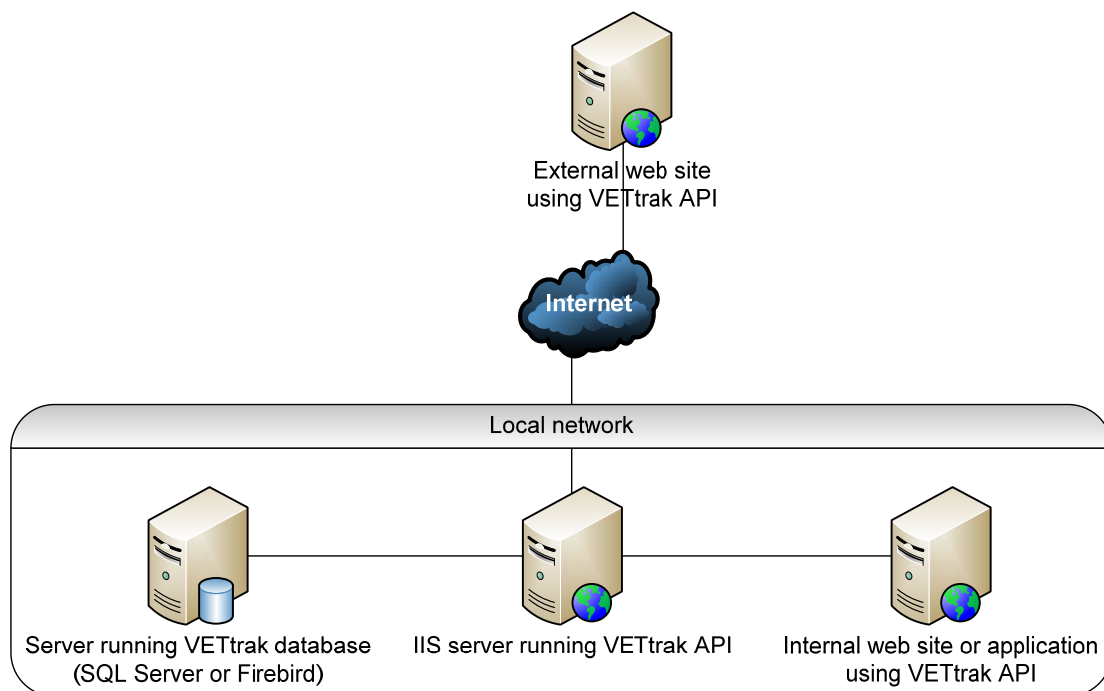 External web site
using VETtrak API
Internet
Local network
Server running VETtrak database
(SQL Server or Firebird)
IIS server running VETtrak API
Internal web site or application
using VETtrak API